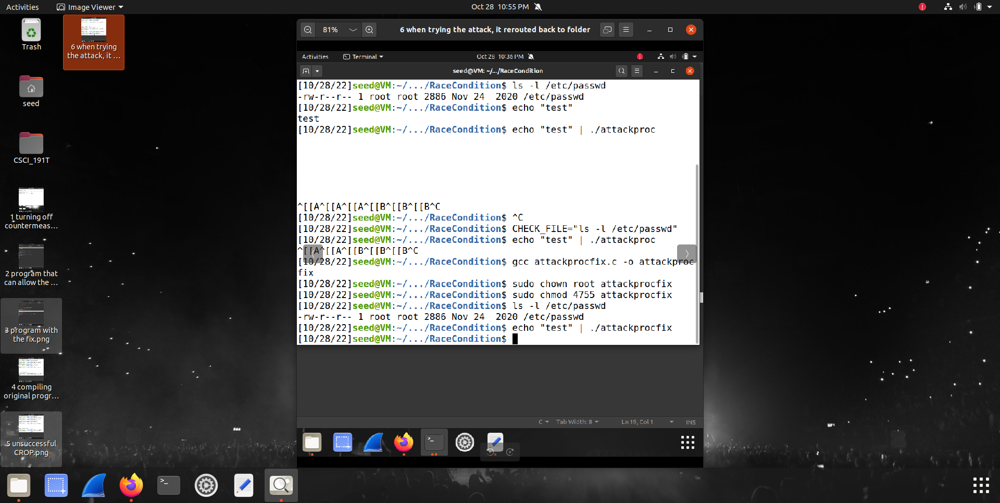 Activities
Image Viewer
Oct 28 10:55 PM
Trash
6 when trying
the attack, it ...
seed
CSCI_191T
1 turning off
countermeas...
2 program that
can allow the ...
3 program with
the fix.png
4 compiling
original progr...
5 unsuccessful
CROP.png
81%
6 when trying the attack, it rerouted back to folder
Activities
Terminal
Oct 28 10:36 PM
seed@VM: ~/.../RaceCondition
[10/28/22]seed@VM:~/.../RaceCondition$ ls -l /etc/passwd
-rw-r--r-- 1 root root 2886 Nov 24  2020 /etc/passwd
[10/28/22]seed@VM:~/.../RaceCondition$ echo "test"
test
[10/28/22]seed@VM:~/.../RaceCondition$ echo "test" | ./attackproc
^[[A^[[A^[[A^[[B^[[B^[[B^C
[10/28/22]seed@VM:~/.../RaceCondition$ ^C
[10/28/22]seed@VM:~/.../RaceCondition$ CHECK_FILE="ls -l /etc/passwd"
[10/28/22]seed@VM:~/.../RaceCondition$ echo "test" | ./attackproc
^[[A^[[A^[[B^[[B^[[B^C
[10/28/22]seed@VM:~/.../RaceCondition$ gcc attackprocfix.c -o attackproc
fix
[10/28/22]seed@VM:~/.../RaceCondition$ sudo chown root attackprocfix
[10/28/22]seed@VM:~/.../RaceCondition$ sudo chmod 4755 attackprocfix
[10/28/22]seed@VM:~/.../RaceCondition$ ls -l /etc/passwd
-rw-r--r-- 1 root root 2886 Nov 24  2020 /etc/passwd
[10/28/22]seed@VM:~/.../RaceCondition$ echo "test" | ./attackprocfix
[10/28/22]seed@VM:~/.../RaceCondition$
C Tab Width: 8 Ln 19, Col 1 INS